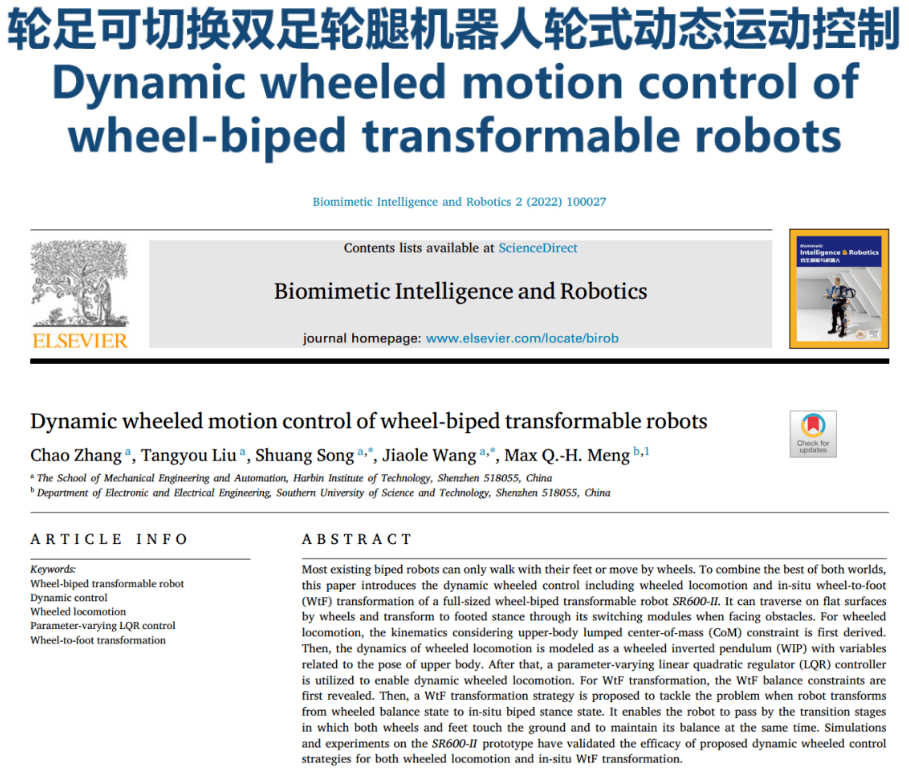 轮足可切换双足轮腿机器人轮式动态运动控制
Dynamic wheeled motion control of
wheel-biped transformable robots
Biomimetic Intelligence and Robotics 2 (2022) 100027
Contents lists available at ScienceDirect
Biomimetic Intelligence and Robotics
journal homepage: www.elsevier.com/locate/birob
ELSEVIER
Biomimetic
Intelligence & Robotics
仿生智能与机器人
Dynamic wheeled motion control of wheel-biped transformable robots
Check for
updates
Chao Zhang a, Tangyou Liu a, Shuang Song a,*, Jiaole Wang a,*, Max Q.-H. Meng b,1
a The School of Mechanical Engineering and Automation, Harbin Institute of Technology, Shenzhen 518055, China
b Department of Electronic and Electrical Engineering, Southern University of Science and Technology, Shenzhen 518055, China
ARTICLE INFO
Keywords:
Wheel-biped transformable robot
Dynamic control
Wheeled locomotion
Parameter-varying LQR control
Wheel-to-foot transformation
ABSTRACT
Most existing biped robots can only walk with their feet or move by wheels. To combine the best of both worlds,
this paper introduces the dynamic wheeled control including wheeled locomotion and in-situ wheel-to-foot
(WtF) transformation of a full-sized wheel-biped transformable robot SR600-II. It can traverse on flat surfaces
by wheels and transform to footed stance through its switching modules when facing obstacles. For wheeled
locomotion, the kinematics considering upper-body lumped center-of-mass (CoM) constraint is first derived.
Then, the dynamics of wheeled locomotion is modeled as a wheeled inverted pendulum (WIP) with variables
related to the pose of upper body. After that, a parameter-varying linear quadratic regulator (LQR) controller
is utilized to enable dynamic wheeled locomotion. For WtF transformation, the WtF balance constraints are
first revealed. Then, a WtF transformation strategy is proposed to tackle the problem when robot transforms
from wheeled balance state to in-situ biped stance state. It enables the robot to pass by the transition stages
in which both wheels and feet touch the ground and to maintain its balance at the same time. Simulations
and experiments on the SR600-II prototype have validated the efficacy of proposed dynamic wheeled control
strategies for both wheeled locomotion and in-situ WtF transformation.